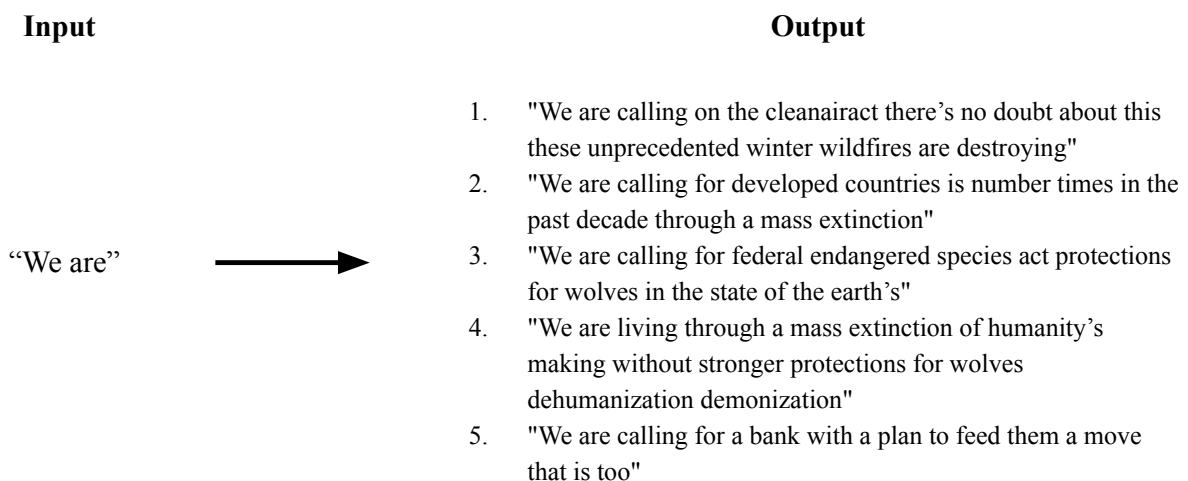 Input Output
1. "We are calling on the cleanairact there’s no doubt about this
these unprecedented winter wildfires are destroying"
2. "We are calling for developed countries is number times in the
past decade through a mass extinction"
“We are”
3. "We are calling for federal endangered species act protections
for wolves in the state of the earth’s"
4. "We are living through a mass extinction of humanity’s
making without stronger protections for wolves
dehumanization demonization"
5. "We are calling for a bank with a plan to feed them a move
that is too"